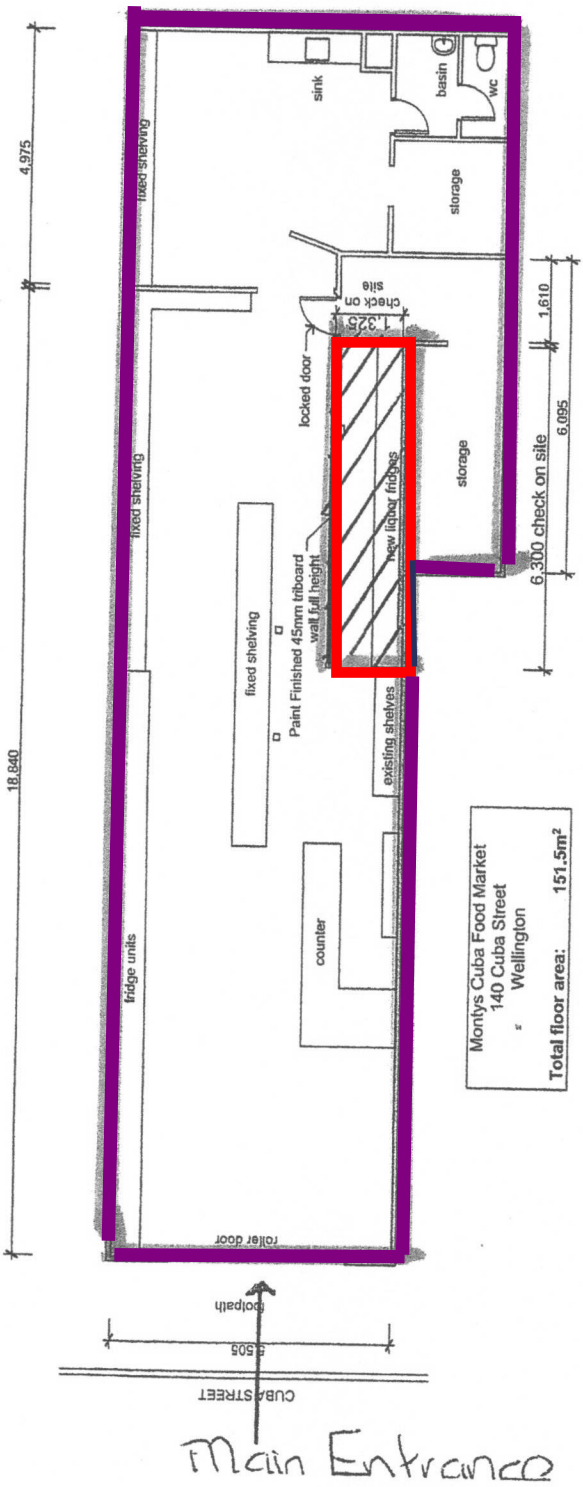 4,975
18,840
fixed shelving
sink
basin
wc
storage
check on
site
1,325
locked door
1,610
6,095
6,300 check on site
fixed shelving
storage
new liquor fridges
Paint Finished 45mm triboard
wall full height
fixed shelving
existing shelves
fridge units
counter
Montys Cuba Food Market
140 Cuba Street
Wellington
Total floor area: 151.5m²
roller door
footpath
5,505
CUBA STREET
Main Entrance